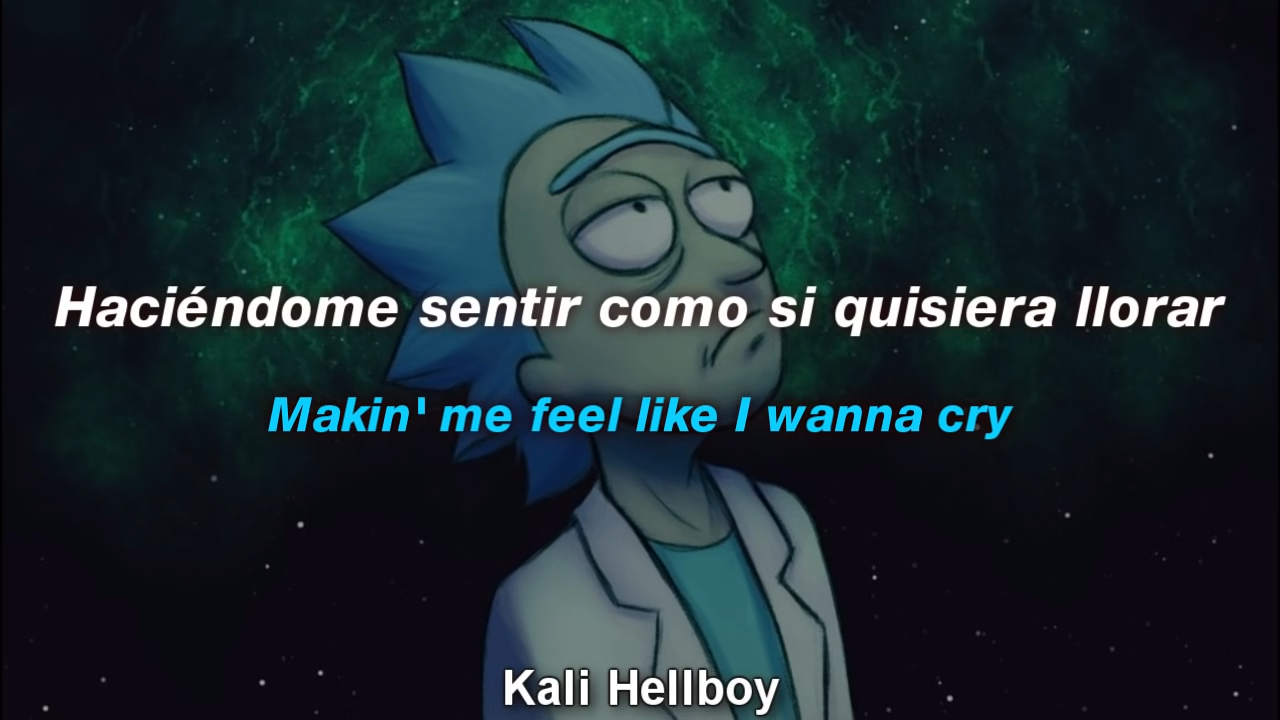 Haciéndome sentir como si quisiera llorar
Makin' me feel like I wanna cry
Kali Hellboy